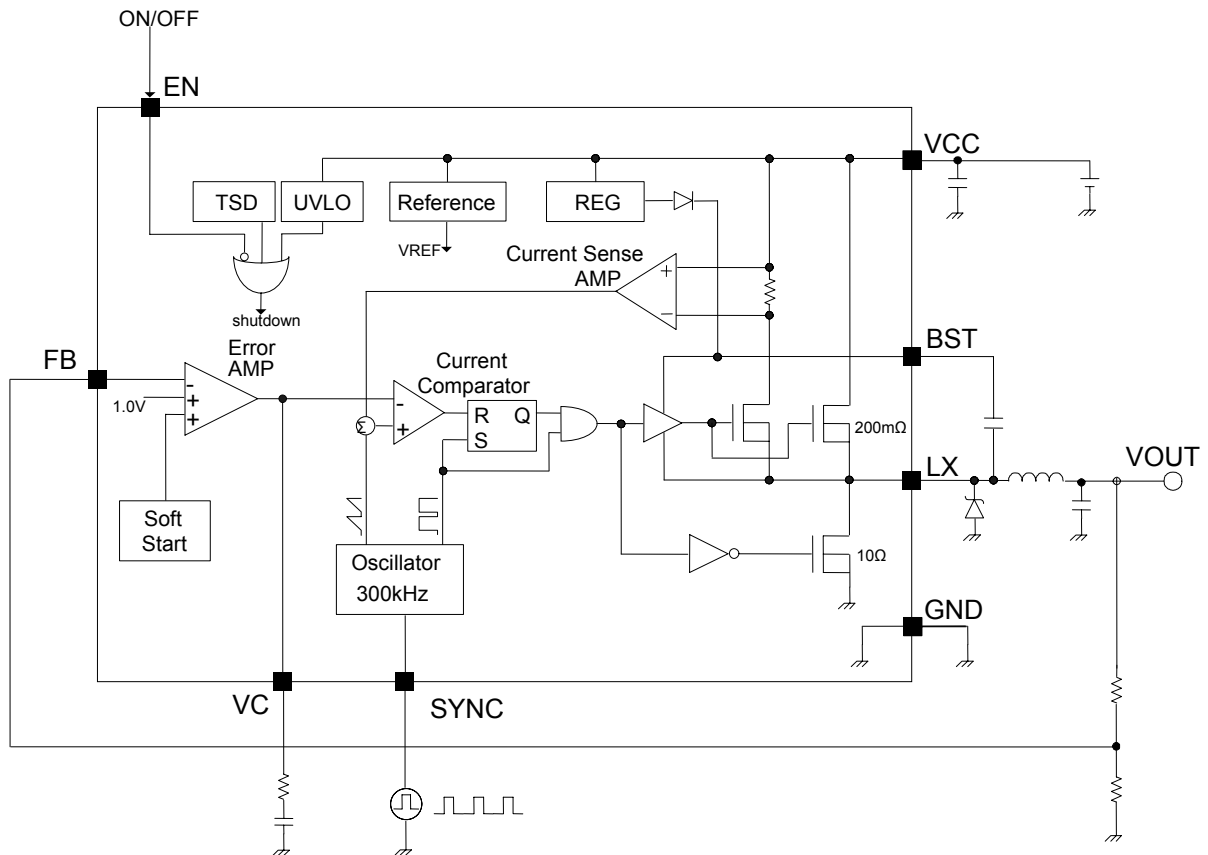 ON/OFF
EN
VCC
TSD
UVLO
Reference
REG
VREF
Current Sense
AMP
+
−
shutdown
BST
FB
Error
AMP
Current
Comparator
-
1.0V
+
+
-
Σ
+
R
Q
S
200mΩ
LX
VOUT
Soft
Start
Oscillator
300kHz
10Ω
GND
VC
SYNC